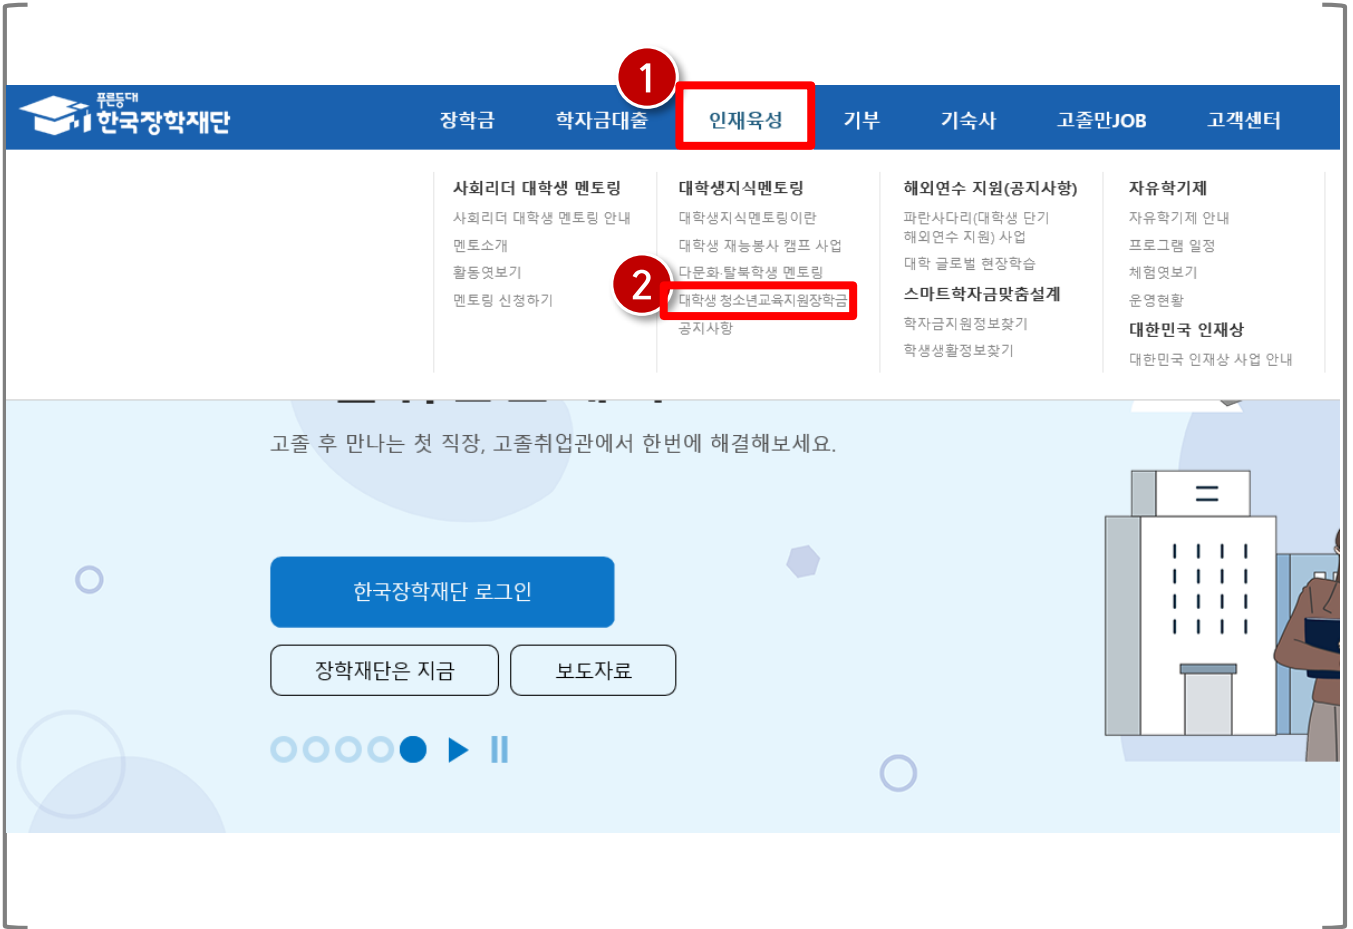 1
푸른등대
한국장학재단
장학금 학자금대출 인재육성 기부 기숙사 고졸만JOB 고객센터
사회리더 대학생 멘토링
사회리더 대학생 멘토링 안내
멘토소개
활동엿보기
멘토링 신청하기
대학생지식멘토링
대학생지식멘토링이란
대학생 재능봉사 캠프 사업
다문화·탈북학생 멘토링
2
대학생 청소년교육지원장학금
공지사항
해외연수 지원(공지사항)
파란사다리(대학생 단기
해외연수 지원) 사업
대학 글로벌 현장학습
스마트학자금맞춤설계
학자금지원정보찾기
학생생활정보찾기
자유학기제
자유학기제 안내
프로그램 일정
체험엿보기
운영현황
대한민국 인재상
대한민국 인재상 사업 안내
고졸 후 만나는 첫 직장, 고졸취업관에서 한번에 해결해보세요.
한국장학재단 로그인
장학재단은 지금
보도자료